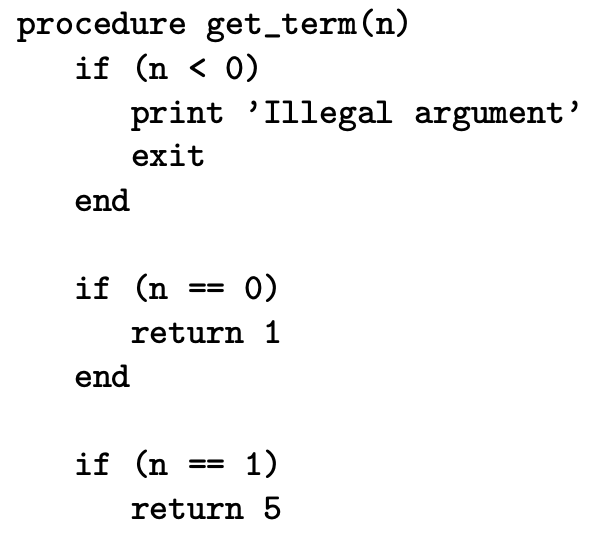 procedure get_term(n)
if (n < 0)
print ’Illegal argument’
exit
end
if (n == 0)
return 1
end
if (n == 1)
return 5